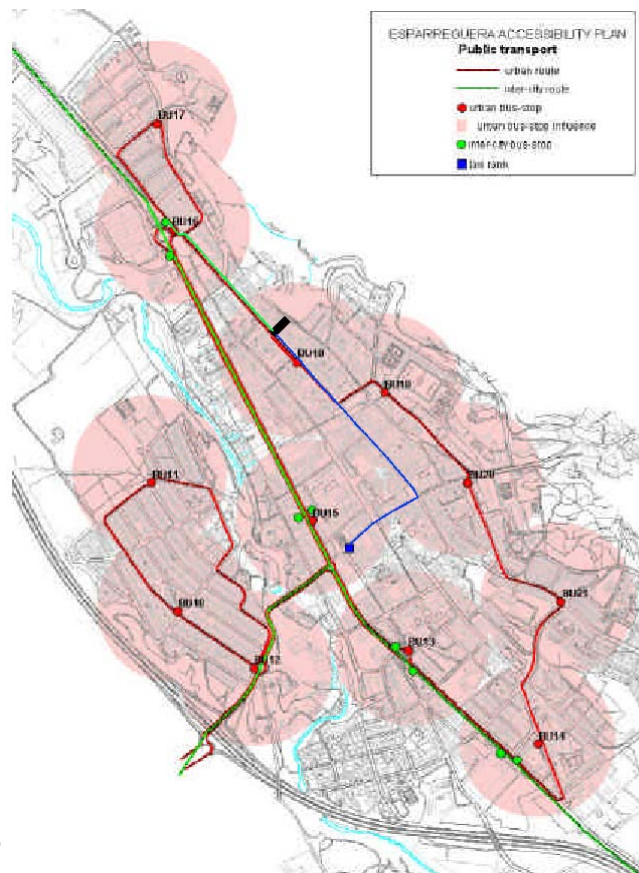 ESPARREGUERA ACCESSIBILITY PLAN
Public transport
urban route
inter-city route
urban bus-stop
urban bus-stop influence
inter-city bus-stop
taxi rank
BU17
BU16
BU18
BU11
BU20
BU15
BU21
BU10
BU13
BU12
BU14